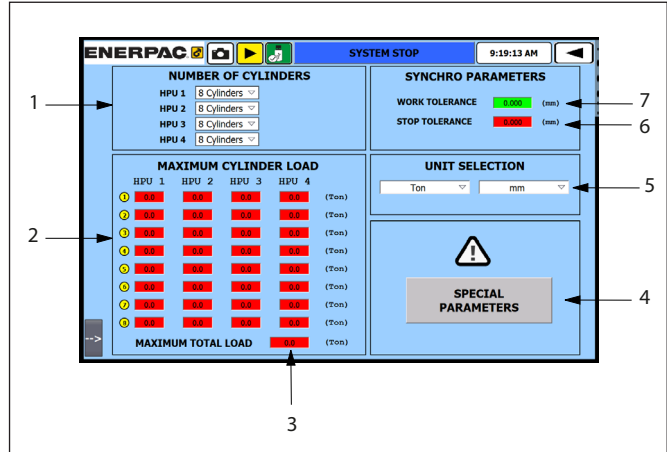 ENERPAC SYSTEM STOP 9:19:13 AM
NUMBER OF CYLINDERS
HPU 1 8 Cylinders
HPU 2 8 Cylinders
HPU 3 8 Cylinders
HPU 4 8 Cylinders
SYNCHRO PARAMETERS
WORK TOLERANCE 0.000 (mm)
STOP TOLERANCE 0.000 (mm)
MAXIMUM CYLINDER LOAD
HPU 1 HPU 2 HPU 3 HPU 4
1 0.0 0.0 0.0 0.0 (Ton)
2 0.0 0.0 0.0 0.0 (Ton)
3 0.0 0.0 0.0 0.0 (Ton)
4 0.0 0.0 0.0 0.0 (Ton)
5 0.0 0.0 0.0 0.0 (Ton)
6 0.0 0.0 0.0 0.0 (Ton)
7 0.0 0.0 0.0 0.0 (Ton)
8 0.0 0.0 0.0 0.0 (Ton)
MAXIMUM TOTAL LOAD 0.0 (Ton)
UNIT SELECTION
Ton mm
SPECIAL
PARAMETERS
-->
1
2
3
4
5
6
7